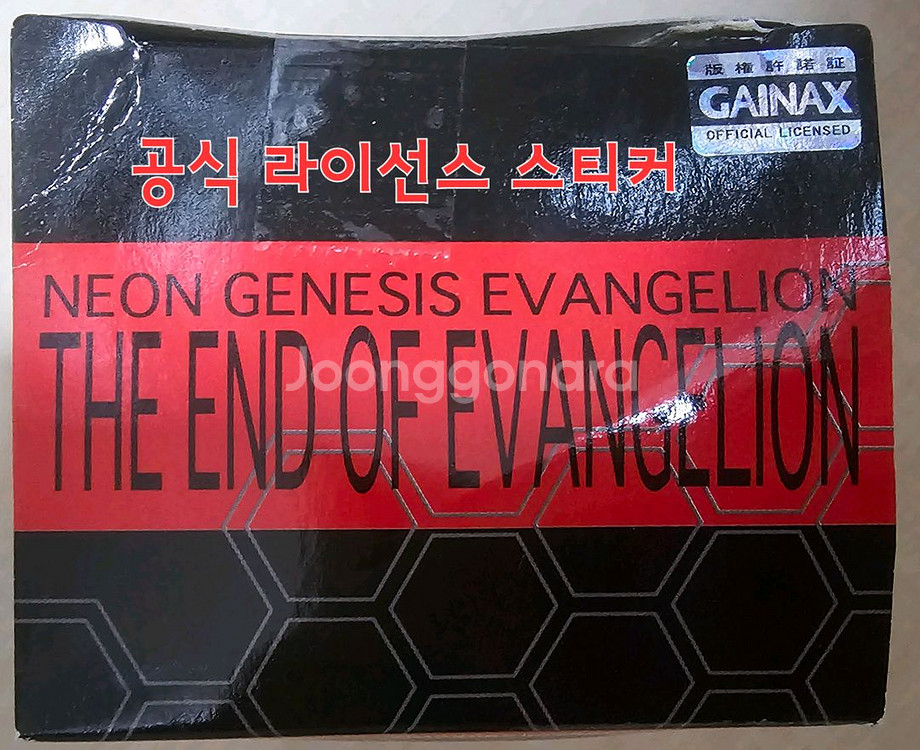 版権許諾証
GAINAX
OFFICIAL LICENSED
공식 라이선스 스티커
NEON GENESIS EVANGELION
THE END OF EVANGELION
Joonggonara